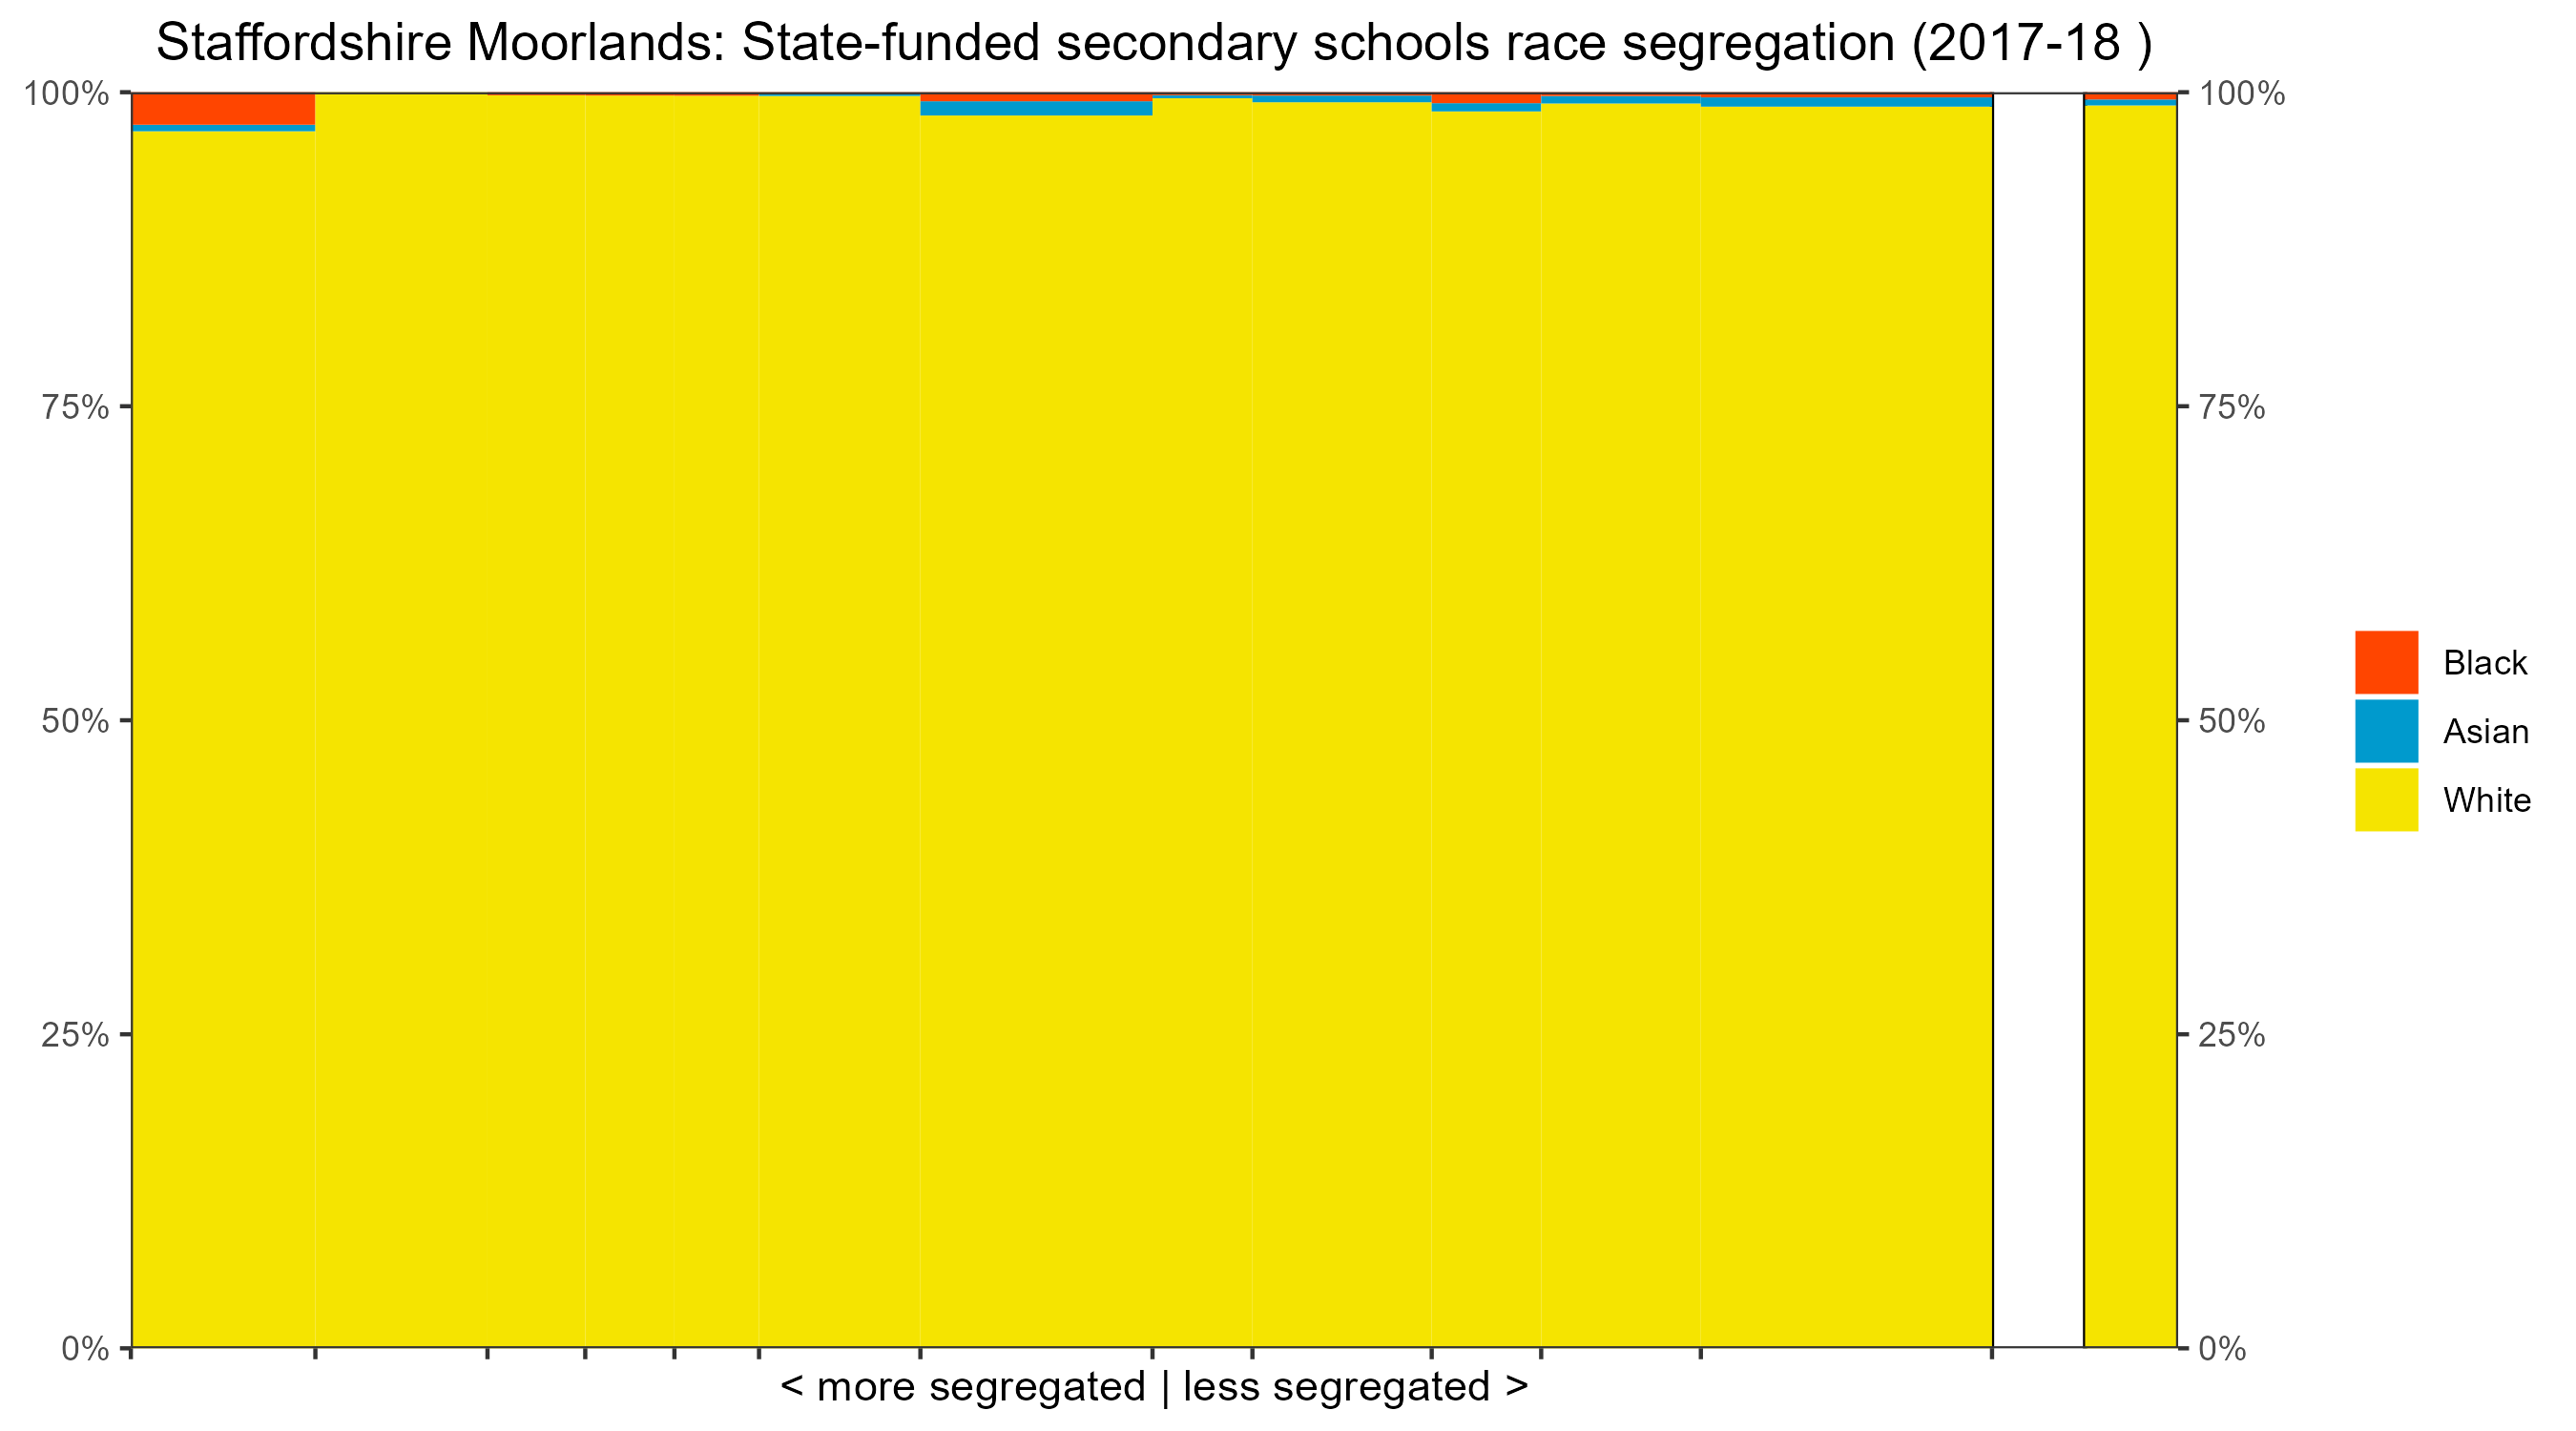 Staffordshire Moorlands: State-funded secondary schools race segregation (2017-18 )
100%
100%
75%
75%
50%
50%
25%
25%
0%
0%
Black
Asian
White
< more segregated | less segregated >